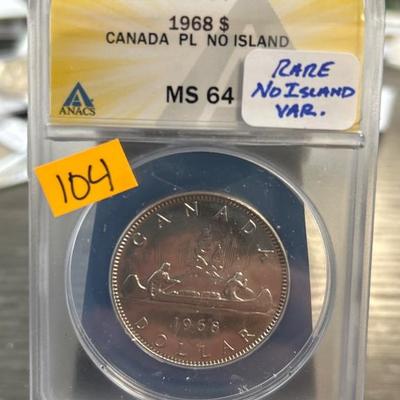 1968 $
CANADA PL NO ISLAND
MS 64
ANACS
RARE
NO ISLAND
VAR.
104
CANADA
1968
DOLLAR